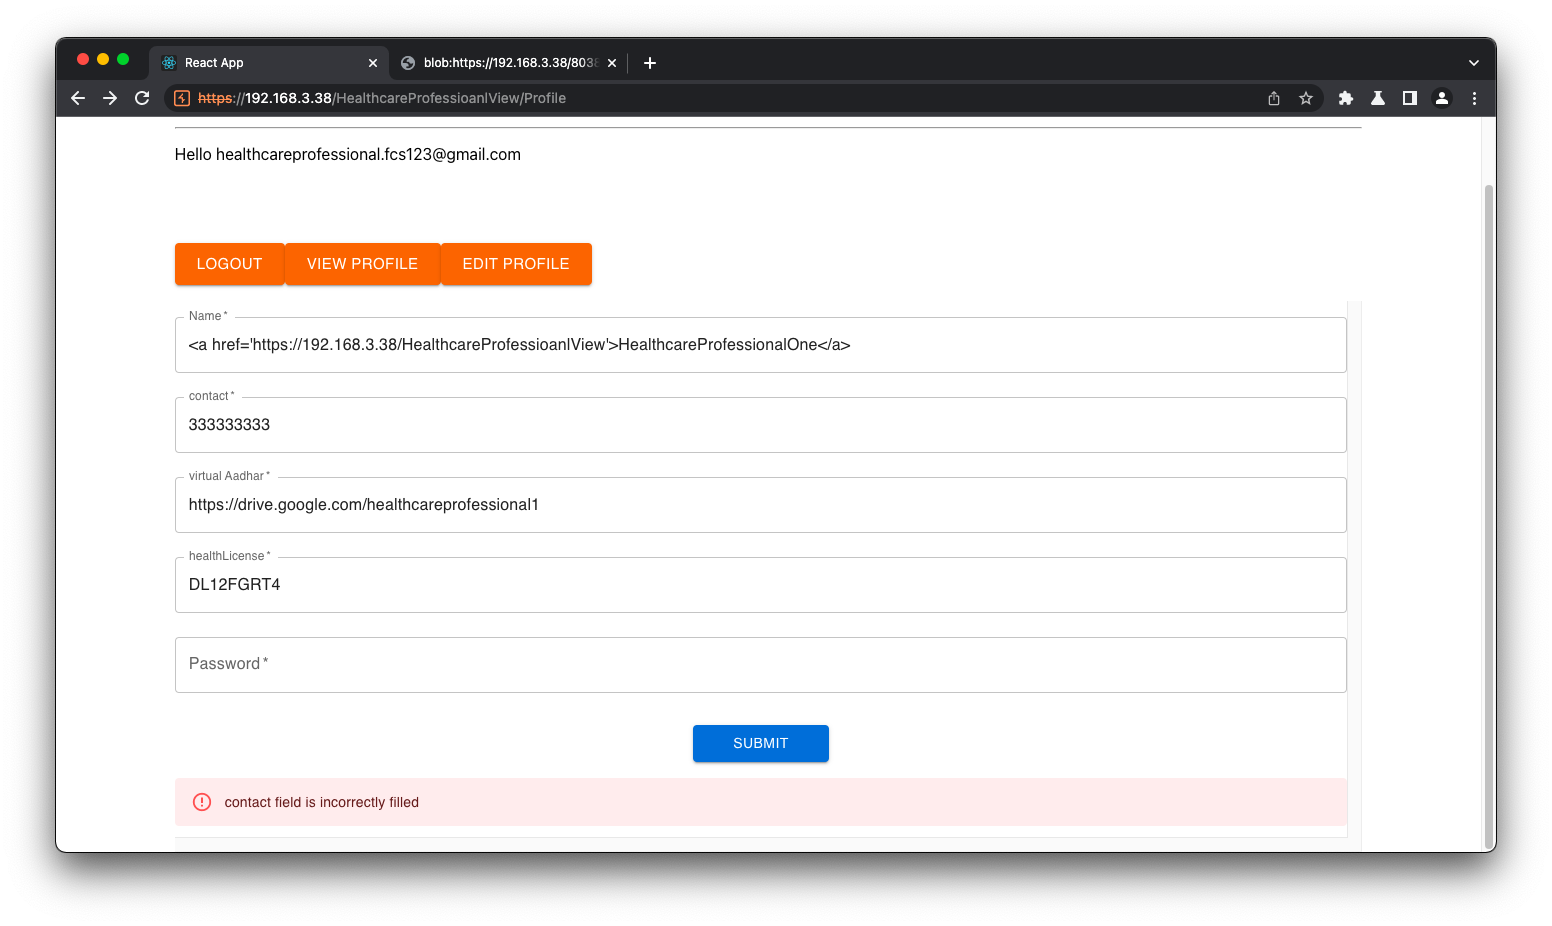 React App
blob:https://192.168.3.38/8038
https://192.168.3.38/HealthcareProfessioanlView/Profile
Hello healthcareprofessional.fcs123@gmail.com
LOGOUT VIEW PROFILE EDIT PROFILE
Name *
<a href='https://192.168.3.38/HealthcareProfessioanlView'>HealthcareProfessionalOne</a>
contact *
333333333
virtual Aadhar *
https://drive.google.com/healthcareprofessional1
healthLicense *
DL12FGRT4
Password *
SUBMIT
contact field is incorrectly filled